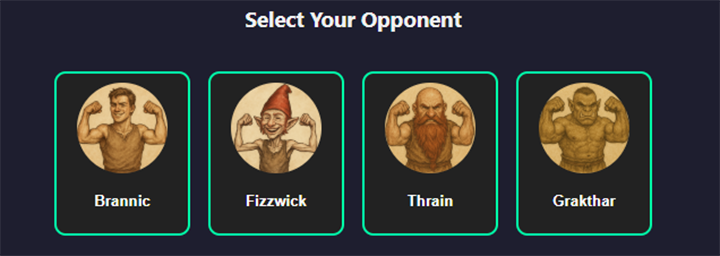 Select Your Opponent
Brannic
Fizzwick
Thrain
Grakthar